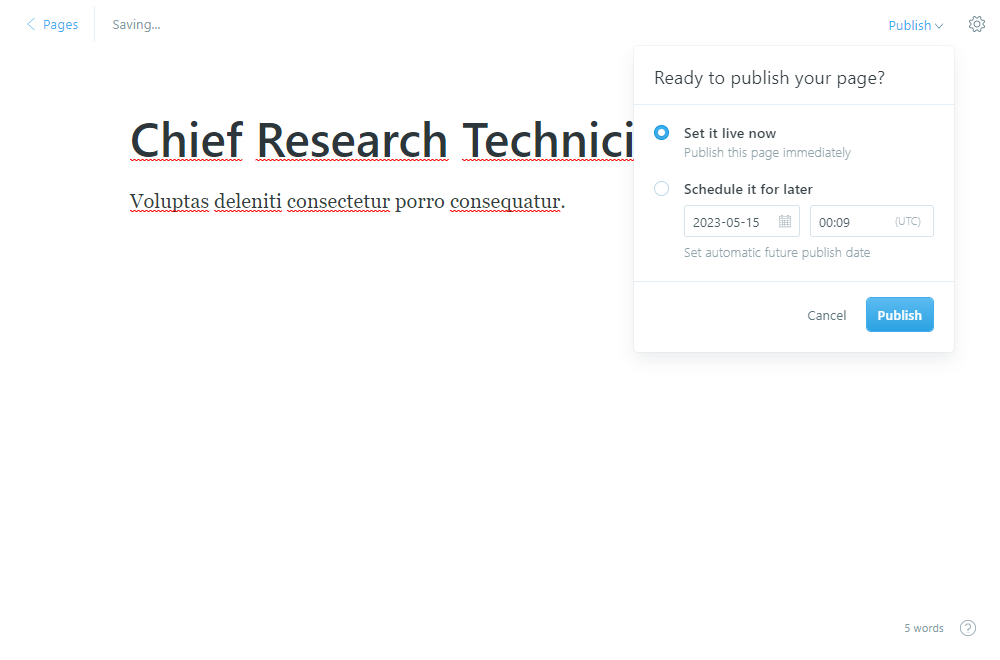 Pages
Saving...
Publish
Ready to publish your page?
Chief Research Technici
Set it live now
Publish this page immediately
Schedule it for later
2023-05-15
00:09
(UTC)
Set automatic future publish date
Voluptas deleniti consectetur porro consequatur.
Cancel
Publish
5 words
?